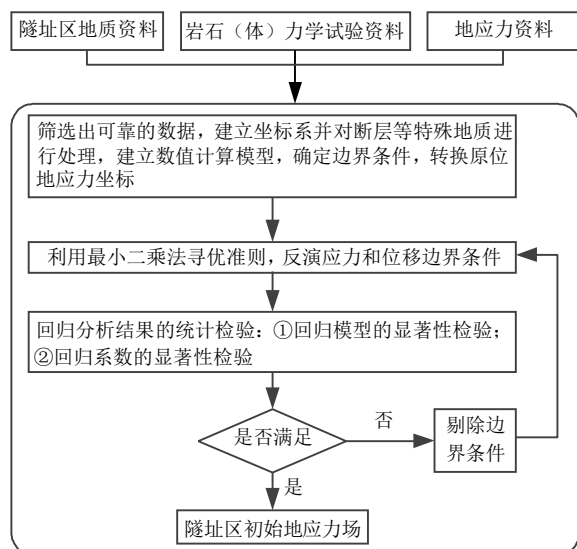 隧址区地质资料
岩石（体）力学试验资料
地应力资料
筛选出可靠的数据，建立坐标系并对断层等特殊地质进
行处理，建立数值计算模型，确定边界条件，转换原位
地应力坐标
利用最小二乘法寻优准则，反演应力和位移边界条件
回归分析结果的统计检验：①回归模型的显著性检验；
②回归系数的显著性检验
是否满足
否
剔除边
界条件
是
隧址区初始地应力场